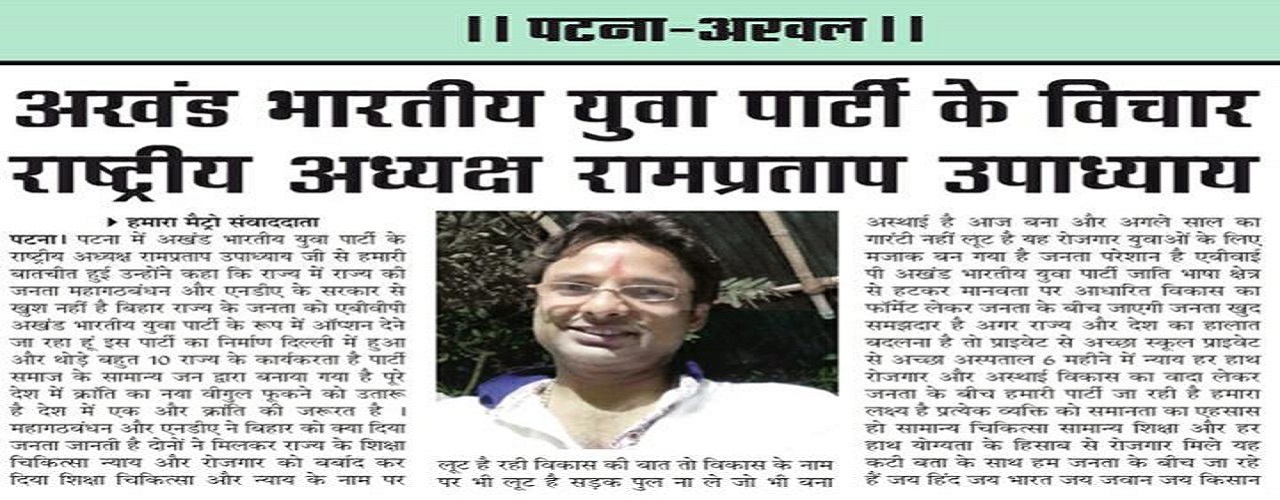 ।। पटना-अरवल ।।
अखंड भारतीय युवा पार्टी के विचार
राष्ट्रीय अध्यक्ष रामप्रताप उपाध्याय
हमारा मैट्रो संवाददाता
पटना। पटना में अखंड भारतीय युवा पार्टी के
राष्ट्रीय अध्यक्ष रामप्रताप उपाध्याय जी से हमारी
बातचीत हुई उन्होंने कहा कि राज्य में राज्य की
जनता महागठबंधन और एनडीए के सरकार से
खुश नहीं है बिहार राज्य के जनता को एबीवीपी
अखंड भारतीय युवा पार्टी के रूप में ऑप्शन देने
जा रहा हूं इस पार्टी का निर्माण दिल्ली में हुआ
और थोड़े बहुत 10 राज्य के कार्यकरता है पार्टी
समाज के सामान्य जन द्वारा बनाया गया है पूरे
देश में क्रांति का नया वीगुल फूकने को उतारू
है देश में एक और क्रांति की जरूरत है ।
महागठबंधन और एनडीए ने बिहार को क्या दिया
जनता जानती है दोनों ने मिलकर राज्य के शिक्षा
चिकित्सा न्याय और रोजगार को बर्बाद कर
दिया शिक्षा चिकित्सा और न्याय के नाम पर
लूट है रही विकास की बात तो विकास के नाम
पर भी लूट है सड़क पुल ना ले जो भी बना
अस्थाई है आज बना और अगले साल का
गारंटी नहीं लूट है यह रोजगार युवाओं के लिए
मजाक बन गया है जनता परेशान है एबीवाई
पी अखंड भारतीय युवा पार्टी जाति भाषा क्षेत्र
से हटकर मानवता पर आधारित विकास का
फॉर्मेट लेकर जनता के बीच जाएगी जनता खुद
समझदार है अगर राज्य और देश का हालात
बदलना है तो प्राइवेट से अच्छा स्कूल प्राइवेट
से अच्छा अस्पताल 6 महीने में न्याय हर हाथ
रोजगार और अस्थाई विकास का वादा लेकर
जनता के बीच हमारी पार्टी जा रही है हमारा
लक्ष्य है प्रत्येक व्यक्ति को समानता का एहसास
हो सामान्य चिकित्सा सामान्य शिक्षा और हर
हाथ योग्यता के हिसाब से रोजगार मिले यह
कटी बता के साथ हम जनता के बीच जा रहे
हैं जय हिंद जय भारत जय जवान जय किसान